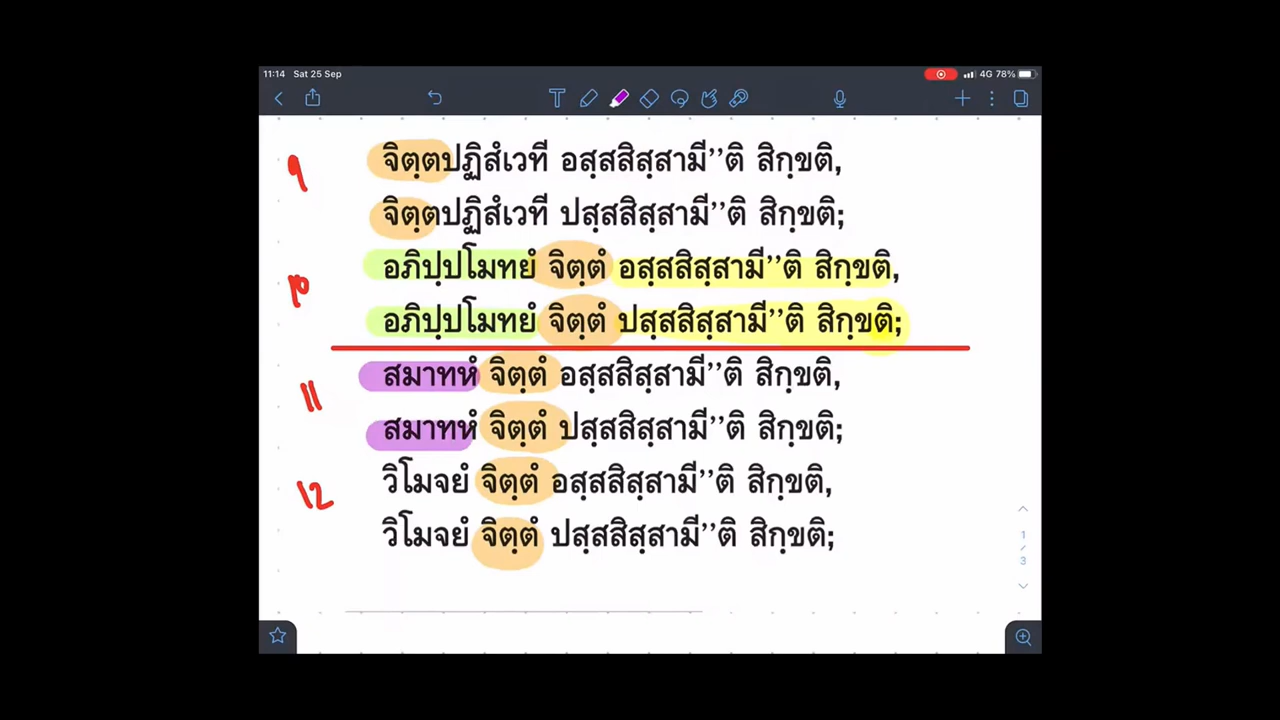 11:14 Sat 25 Sep 4G 78%
9 จิตฺตปฏิสํเวที อสฺสสิสฺสามี’’ติ สิกฺขติ,
จิตฺตปฏิสํเวที ปสฺสสิสฺสามี’’ติ สิกฺขติ;
10 อภิปฺปโมทยํ จิตฺตํ อสฺสสิสฺสามี’’ติ สิกฺขติ,
อภิปฺปโมทยํ จิตฺตํ ปสฺสสิสฺสามี’’ติ สิกฺขติ;
11 สมาทหํ จิตฺตํ อสฺสสิสฺสามี’’ติ สิกฺขติ,
สมาทหํ จิตฺตํ ปสฺสสิสฺสามี’’ติ สิกฺขติ;
12 วิโมจยํ จิตฺตํ อสฺสสิสฺสามี’’ติ สิกฺขติ,
วิโมจยํ จิตฺตํ ปสฺสสิสฺสามี’’ติ สิกฺขติ;
1 / 3